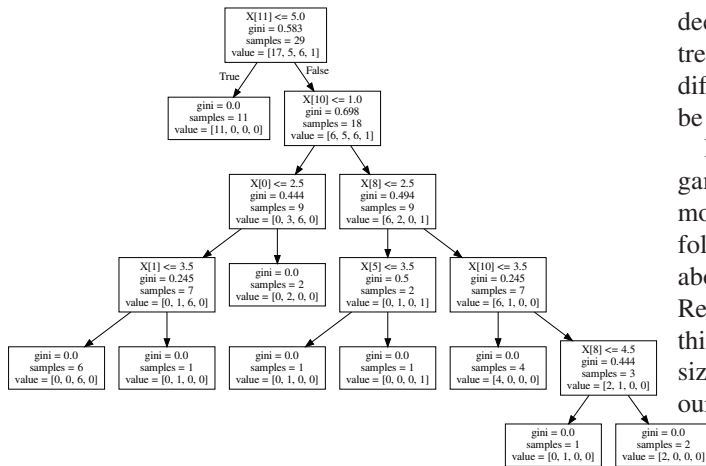 X[11] <= 5.0
gini = 0.583
samples = 29
value = [17, 5, 6, 1]
True
False
gini = 0.0
samples = 11
value = [11, 0, 0, 0]
X[10] <= 1.0
gini = 0.698
samples = 18
value = [6, 5, 6, 1]
X[0] <= 2.5
gini = 0.444
samples = 9
value = [0, 3, 6, 0]
X[8] <= 2.5
gini = 0.494
samples = 9
value = [6, 2, 0, 1]
X[1] <= 3.5
gini = 0.245
samples = 7
value = [0, 1, 6, 0]
gini = 0.0
samples = 2
value = [0, 2, 0, 0]
X[5] <= 3.5
gini = 0.5
samples = 2
value = [0, 1, 0, 1]
X[10] <= 3.5
gini = 0.245
samples = 7
value = [6, 1, 0, 0]
gini = 0.0
samples = 6
value = [0, 0, 6, 0]
gini = 0.0
samples = 1
value = [0, 1, 0, 0]
gini = 0.0
samples = 1
value = [0, 1, 0, 0]
gini = 0.0
samples = 1
value = [0, 0, 0, 1]
gini = 0.0
samples = 4
value = [4, 0, 0, 0]
X[8] <= 4.5
gini = 0.444
samples = 3
value = [2, 1, 0, 0]
gini = 0.0
samples = 1
value = [0, 1, 0, 0]
gini = 0.0
samples = 2
value = [2, 0, 0, 0]
dec
tre
diff
be
gar
mo
fol
abo
Re
thi
siz
our